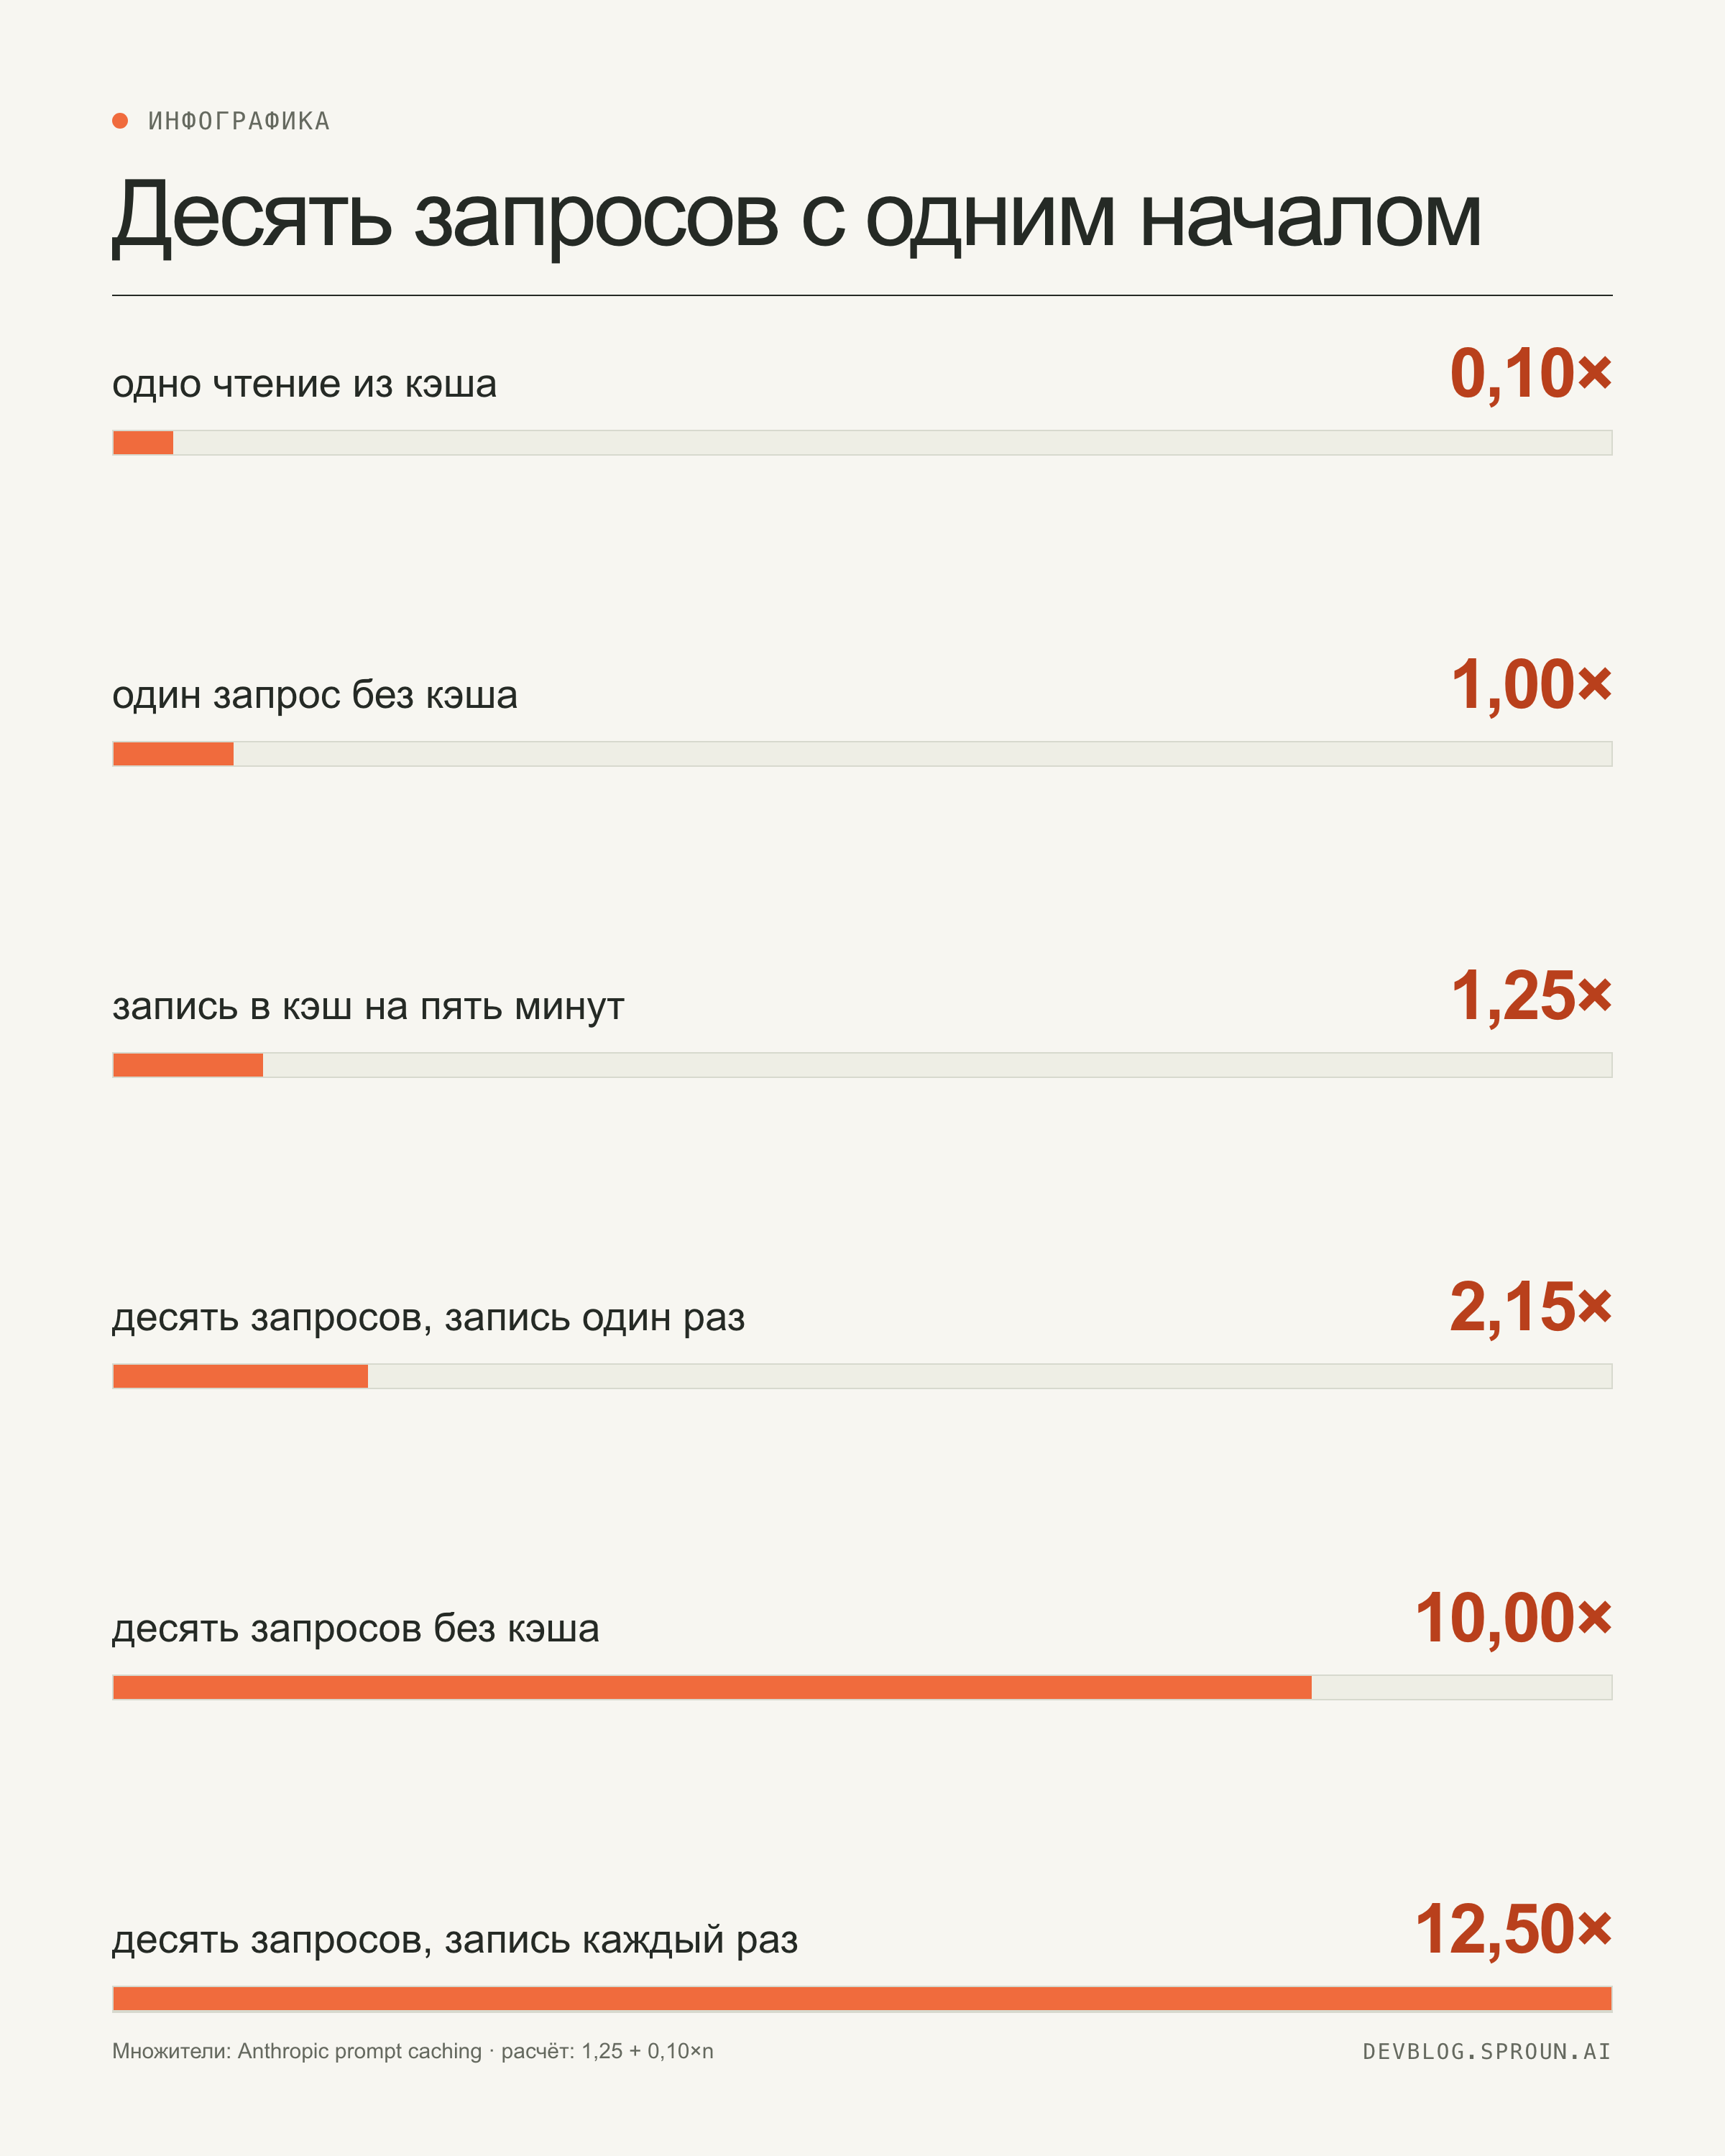 ИНФОГРАФИКА
Десять запросов с одним началом
одно чтение из кэша 0,10×
один запрос без кэша 1,00×
запись в кэш на пять минут 1,25×
десять запросов, запись один раз 2,15×
десять запросов без кэша 10,00×
десять запросов, запись каждый раз 12,50×
Множители: Anthropic prompt caching · расчёт: 1,25 + 0,10×n DEVBLOG.SPROUN.AI